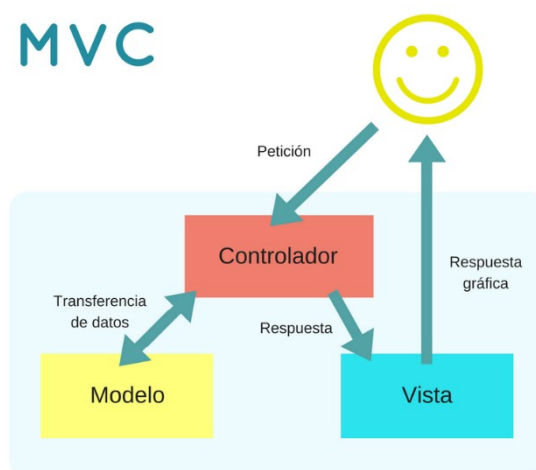 MVC
Petición
Controlador
Transferencia
de datos
Respuesta
Respuesta
gráfica
Modelo
Vista